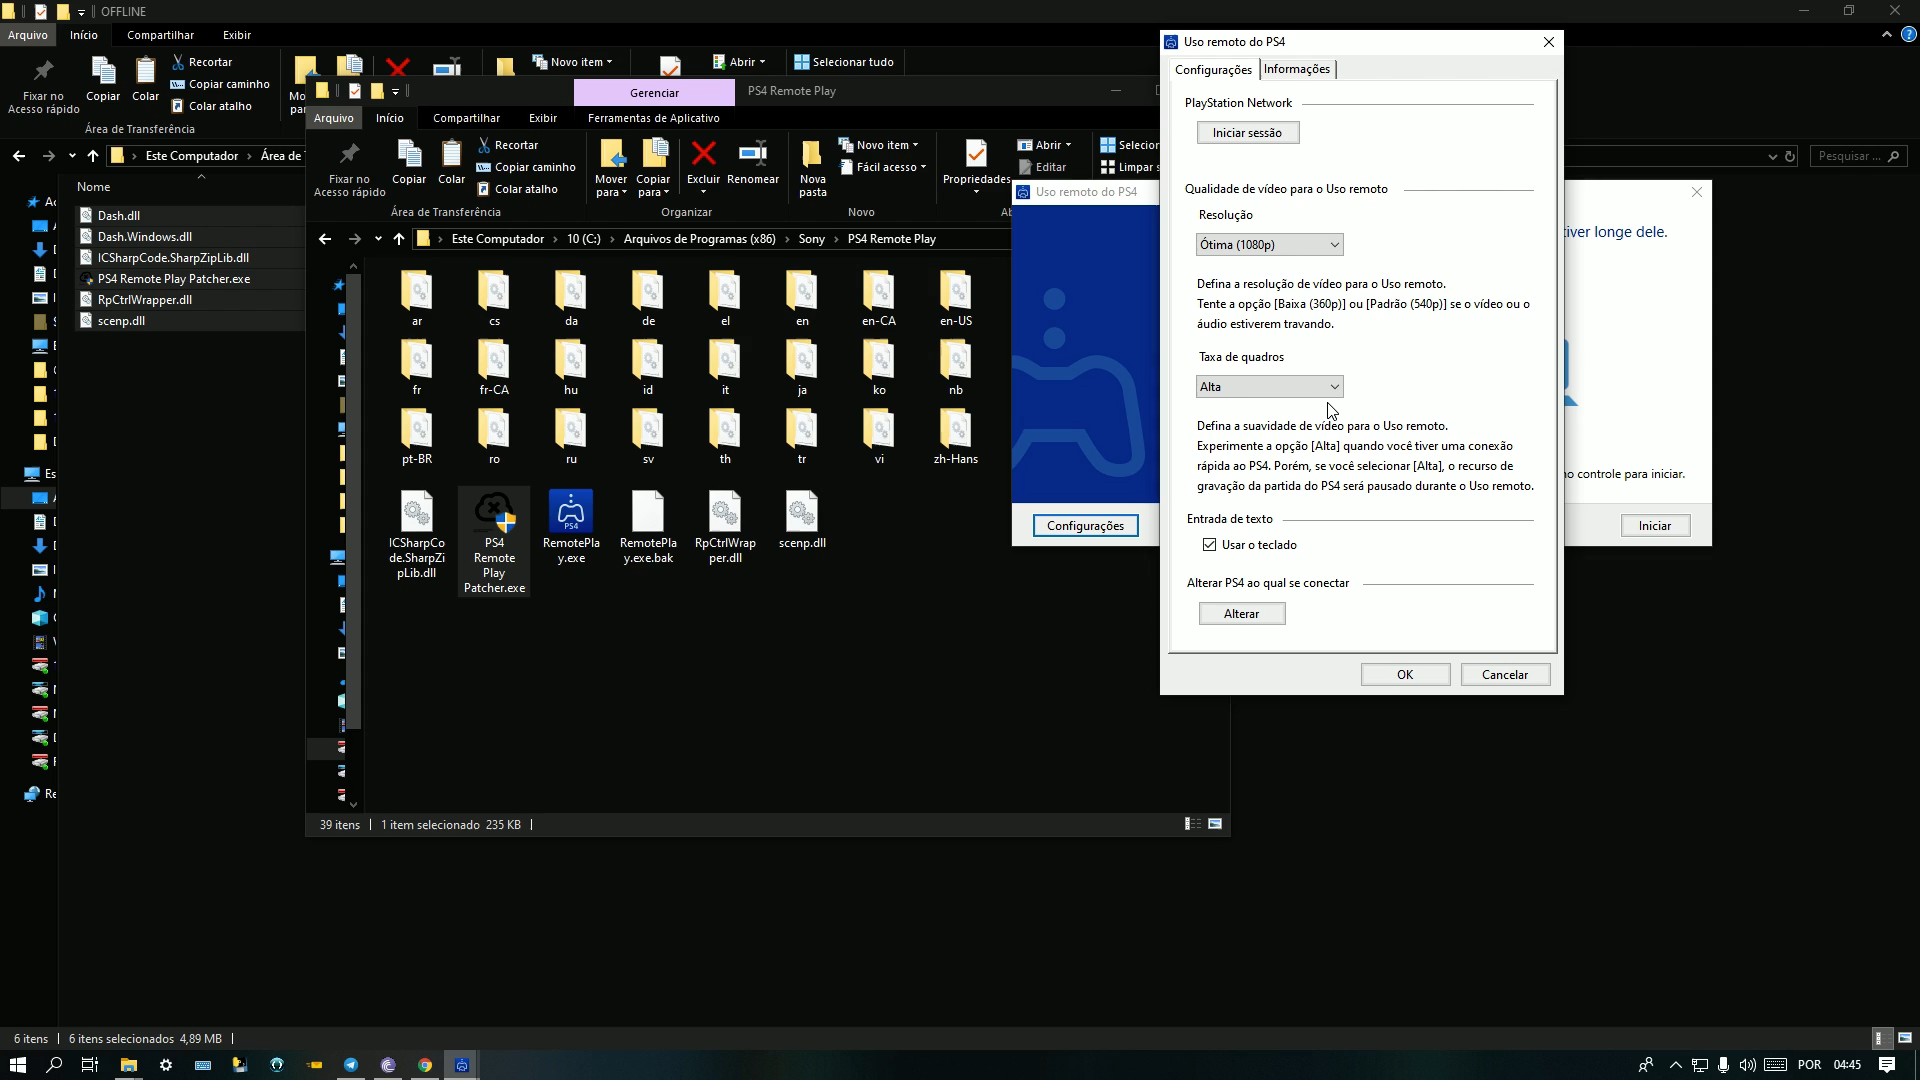 OFFLINE
Arquivo
Início
Compartilhar
Exibir
Fixar no
Acesso rápido
Copiar
Colar
Recortar
Copiar caminho
Colar atalho
Área de Transferência
Novo item
Abrir
Selecionar tudo
Este Computador
Pesquisar ...
Nome
Dash.dll
Dash.Windows.dll
ICSharpCode.SharpZipLib.dll
PS4 Remote Play Patcher.exe
RpCtrlWrapper.dll
scenp.dll
Gerenciar
PS4 Remote Play
Arquivo
Início
Compartilhar
Exibir
Ferramentas de Aplicativo
Fixar no
Acesso rápido
Copiar
Colar
Recortar
Copiar caminho
Colar atalho
Mover
para
Copiar
para
Excluir
Renomear
Nova
pasta
Novo item
Fácil acesso
Propriedades
Abrir
Editar
Área de Transferência
Organizar
Novo
Este Computador
10 (C:)
Arquivos de Programas (x86)
Sony
PS4 Remote Play
ar
cs
da
de
el
en
en-CA
en-US
fr
fr-CA
hu
id
it
ja
ko
nb
pt-BR
ro
ru
sv
th
tr
vi
zh-Hans
ICSharpCo
de.SharpZi
pLib.dll
PS4
Remote
Play
Patcher.exe
PS4
RemotePla
y.exe
RemotePla
y.exe.bak
RpCtrlWrap
per.dll
scenp.dll
39 itens
1 item selecionado 235 KB
Uso remoto do PS4
iver longe dele.
no controle para iniciar.
Configurações
Iniciar
Uso remoto do PS4
Configurações
Informações
PlayStation Network
Iniciar sessão
Qualidade de vídeo para o Uso remoto
Resolução
Ótima (1080p)
Defina a resolução de vídeo para o Uso remoto.
Tente a opção [Baixa (360p)] ou [Padrão (540p)] se o vídeo ou o
áudio estiverem travando.
Taxa de quadros
Alta
Defina a suavidade de vídeo para o Uso remoto.
Experimente a opção [Alta] quando você tiver uma conexão
rápida ao PS4. Porém, se você selecionar [Alta], o recurso de
gravação da partida do PS4 será pausado durante o Uso remoto.
Entrada de texto
Usar o teclado
Alterar PS4 ao qual se conectar
Alterar
OK
Cancelar
6 itens
6 itens selecionados 4,89 MB
POR
04:45